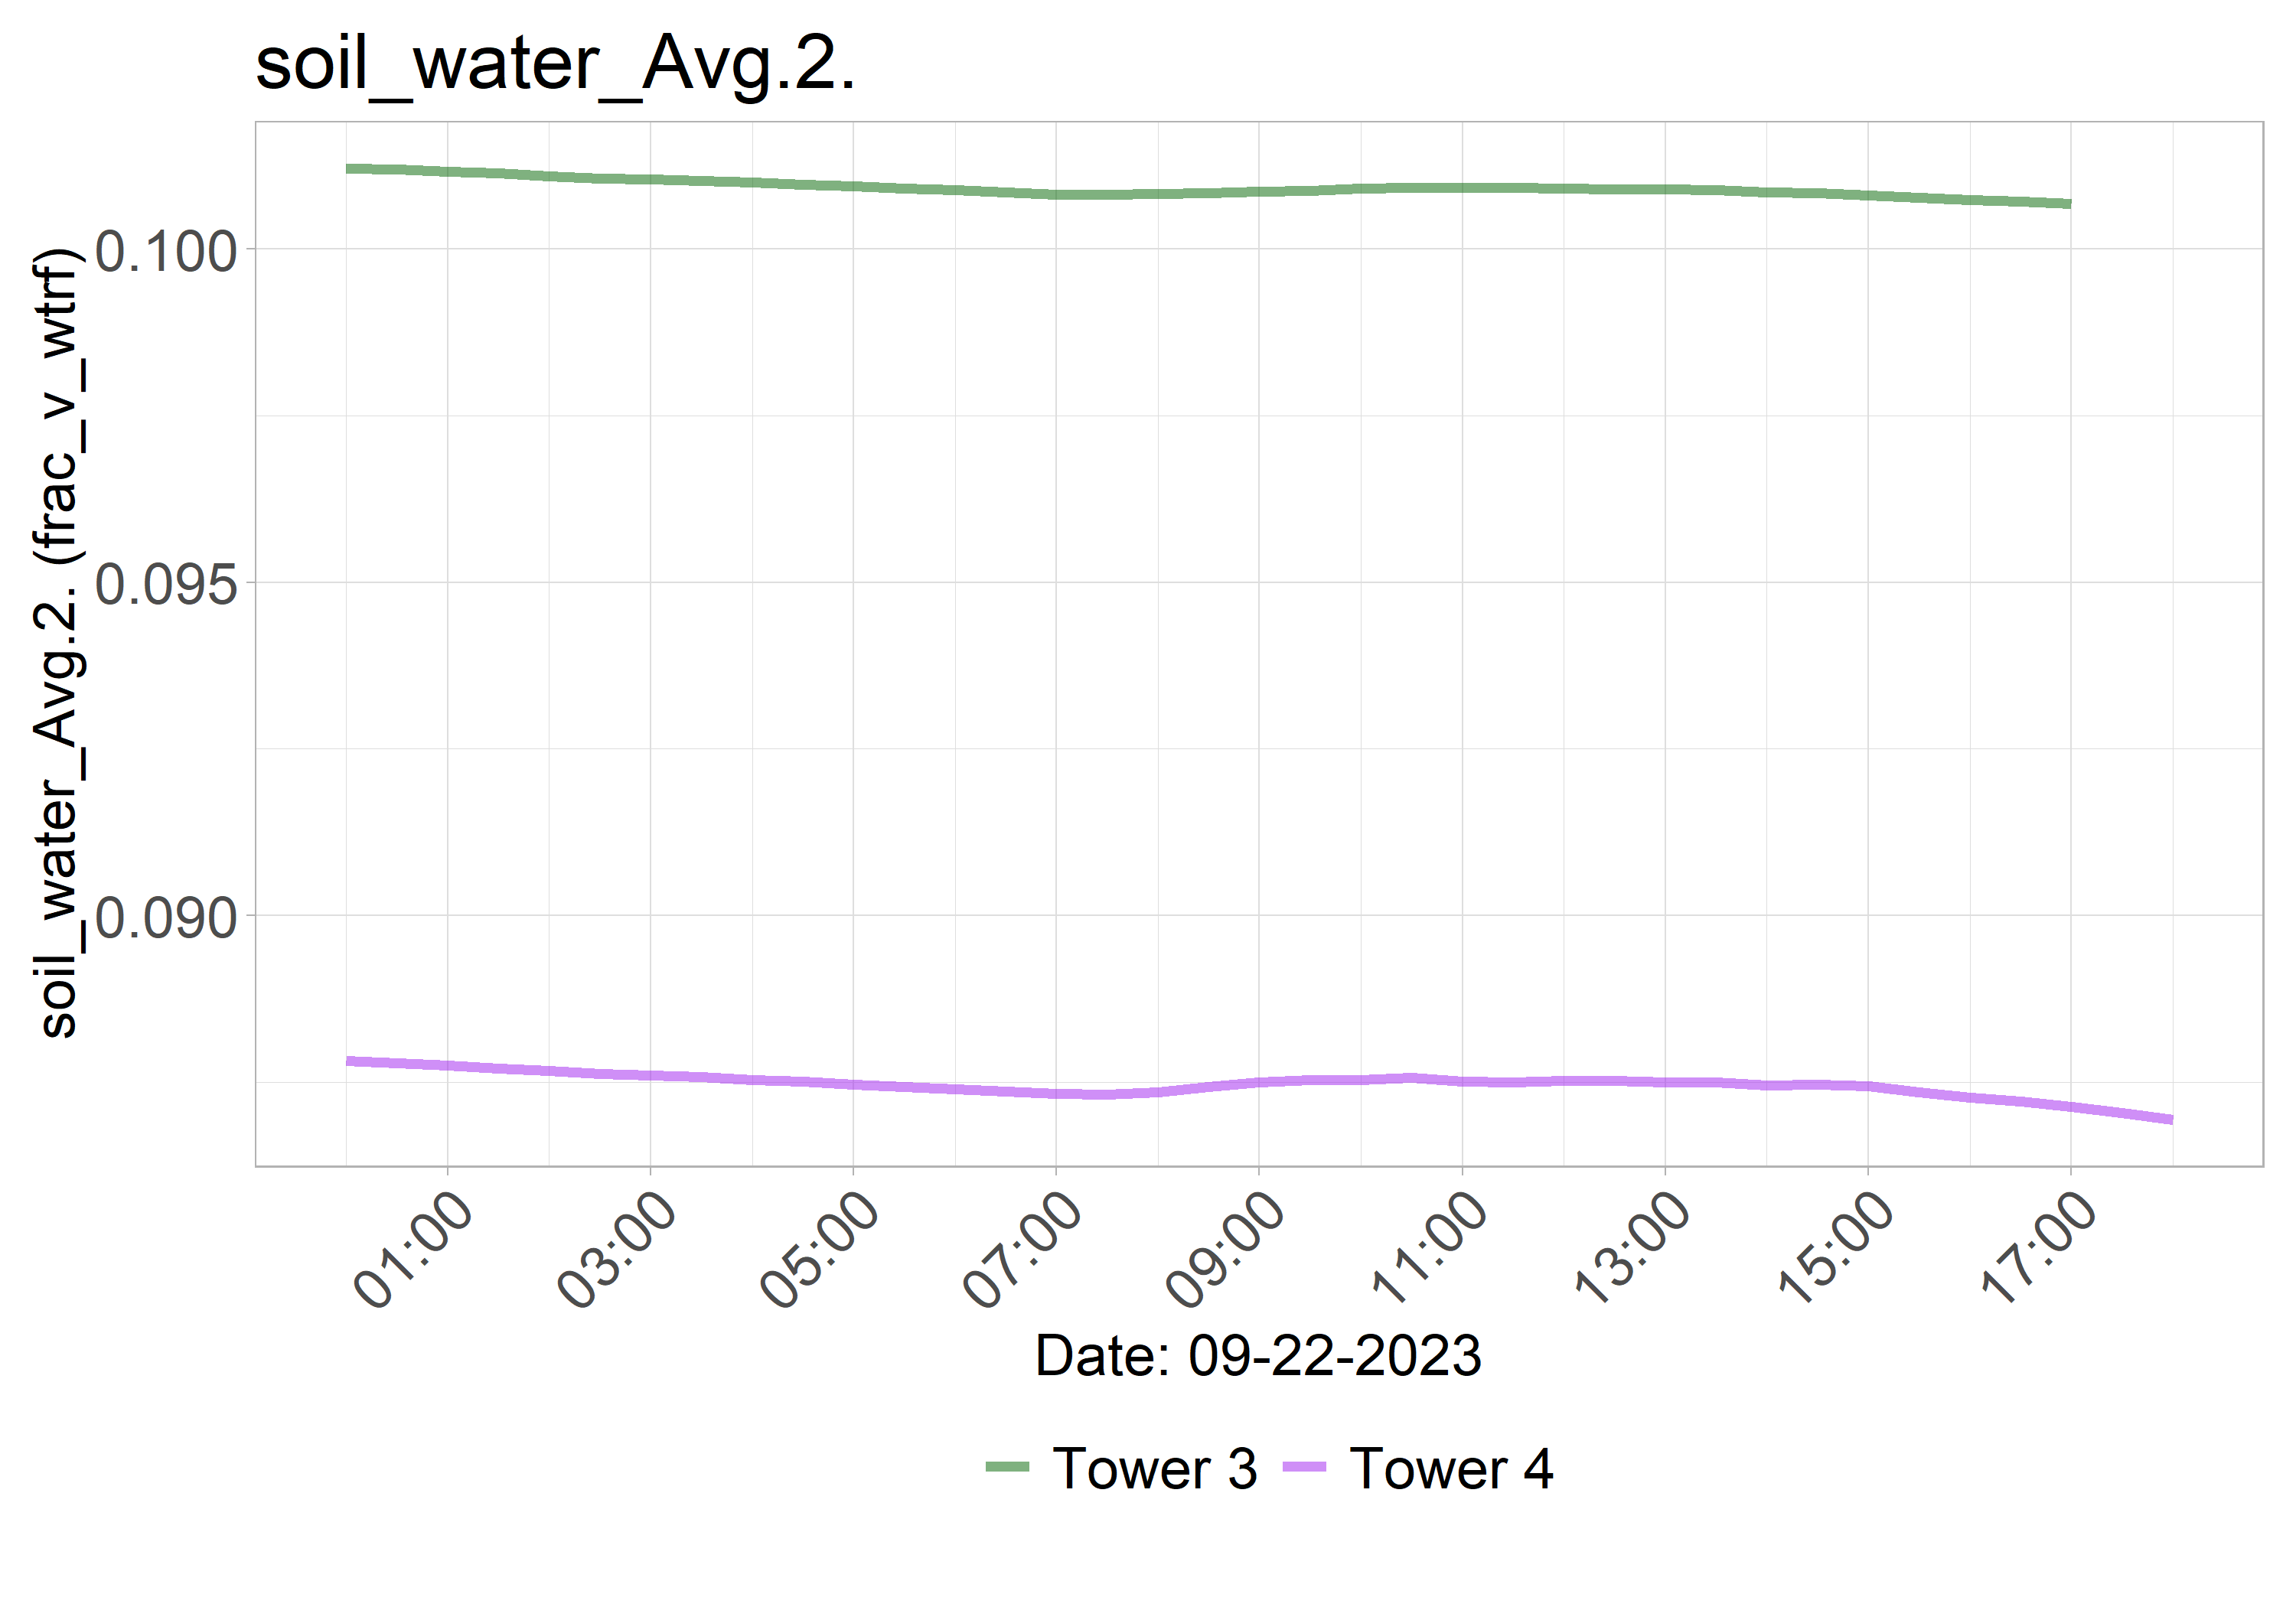 soil_water_Avg.2.
soil_water_Avg.2. (frac_v_wtrf)
0.100
0.095
0.090
01:00 03:00 05:00 07:00 09:00 11:00 13:00 15:00 17:00
Date: 09-22-2023
Tower 3 Tower 4